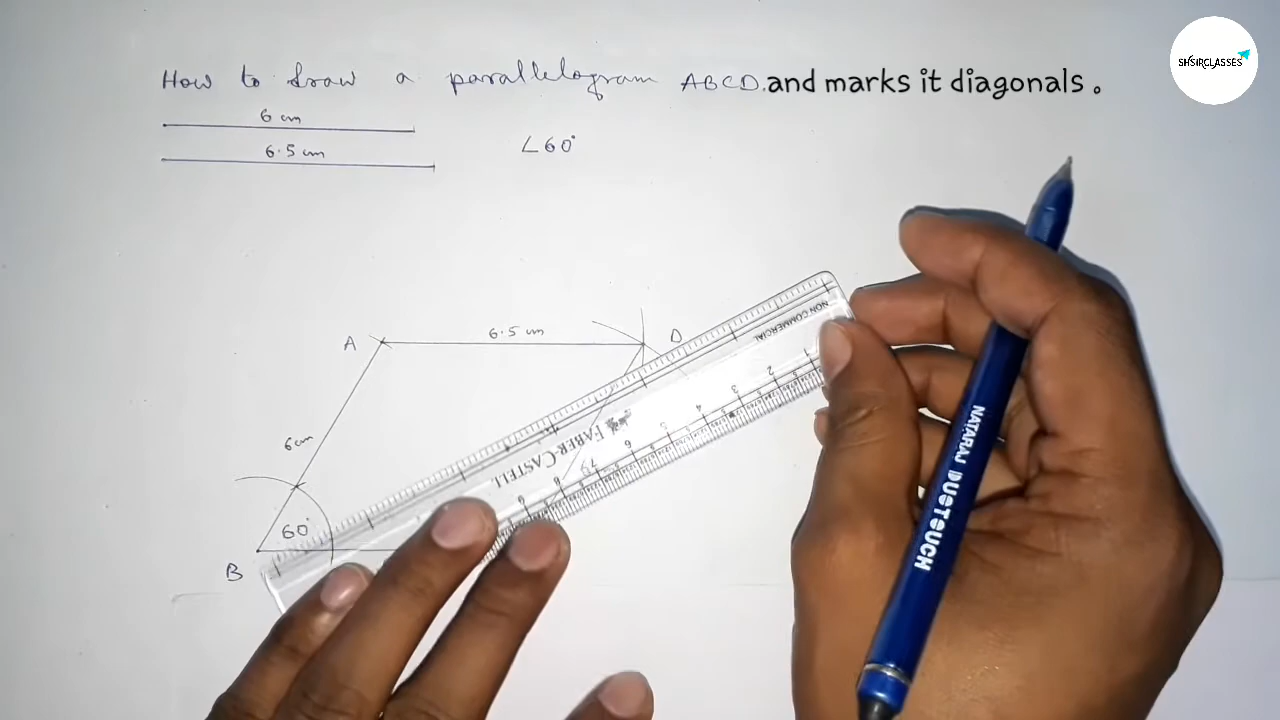 SHSIRCLASSES
How to draw a parallelogram ABCD. and marks it diagonals .
6 cm
6.5 cm
∠60°
A
6.5 cm
D
NON COMMERCIAL
6cm
FABER CASTELL
60°
B
NATARAJ DUETOUCH